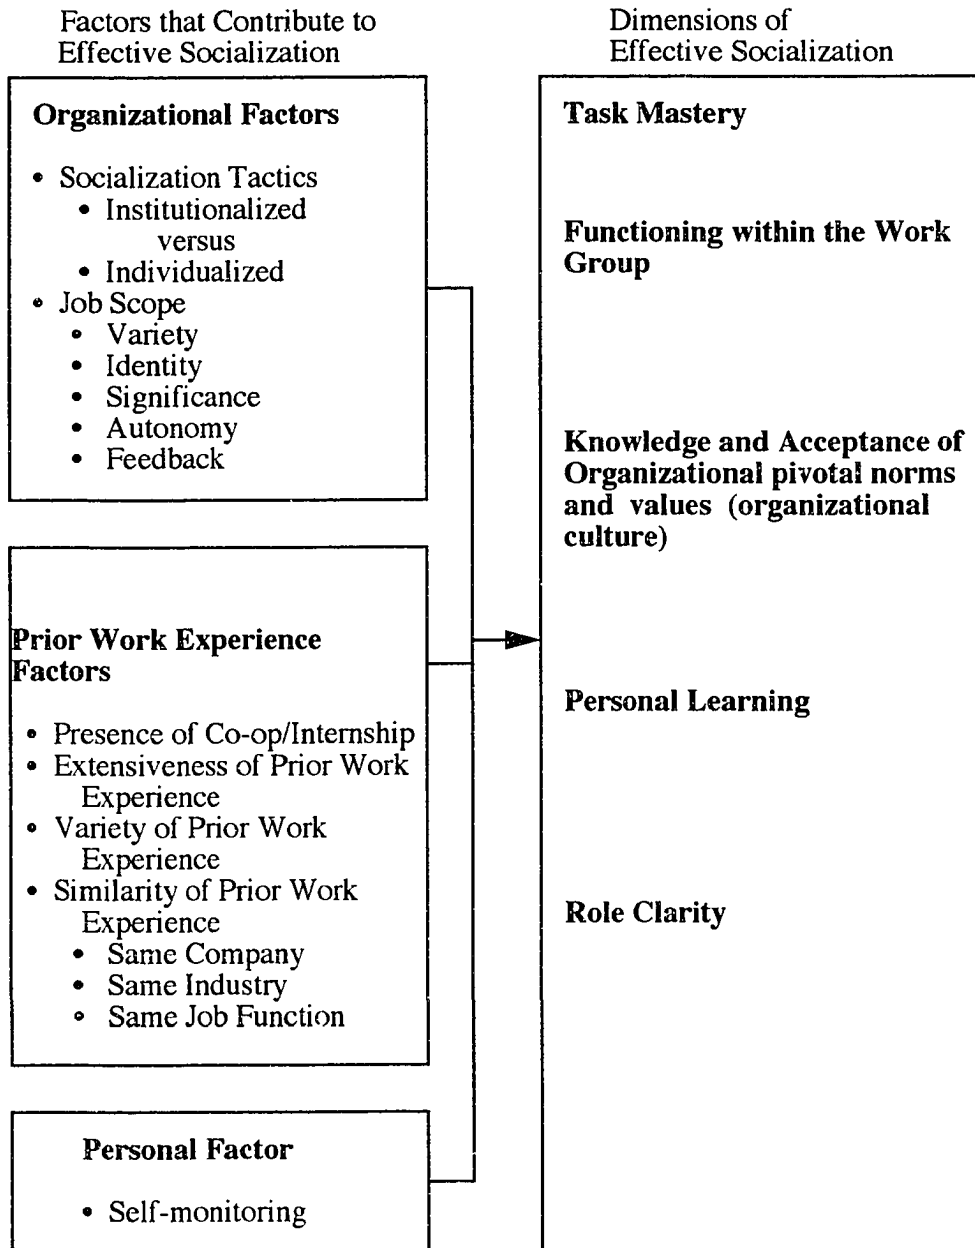 Factors that Contribute to
Effective Socialization
Organizational Factors
• Socialization Tactics
• Institutionalized
versus
• Individualized
• Job Scope
• Variety
• Identity
• Significance
• Autonomy
• Feedback
Prior Work Experience
Factors
• Presence of Co-op/Internship
• Extensiveness of Prior Work
Experience
• Variety of Prior Work
Experience
• Similarity of Prior Work
Experience
• Same Company
• Same Industry
• Same Job Function
Personal Factor
• Self-monitoring
Dimensions of
Effective Socialization
Task Mastery
Functioning within the Work
Group
Knowledge and Acceptance of
Organizational pivotal norms
and values (organizational
culture)
Personal Learning
Role Clarity